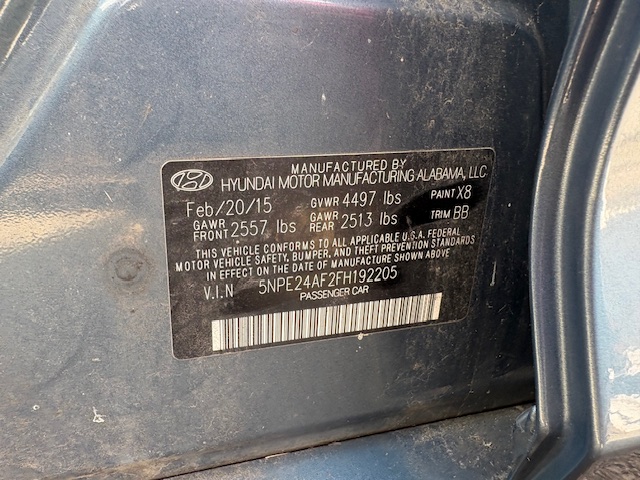 MANUFACTURED BY
HYUNDAI MOTOR MANUFACTURING ALABAMA, LLC.
Feb/20/15 GVWR 4497 lbs PAINT X8
GAWR FRONT 2557 lbs GAWR REAR 2513 lbs TRIM BB
THIS VEHICLE CONFORMS TO ALL APPLICABLE U.S.A. FEDERAL
MOTOR VEHICLE SAFETY, BUMPER, AND THEFT PREVENTION STANDARDS
IN EFFECT ON THE DATE OF MANUFACTURE SHOWN ABOVE
V.I.N 5NPE24AF2FH192205
PASSENGER CAR